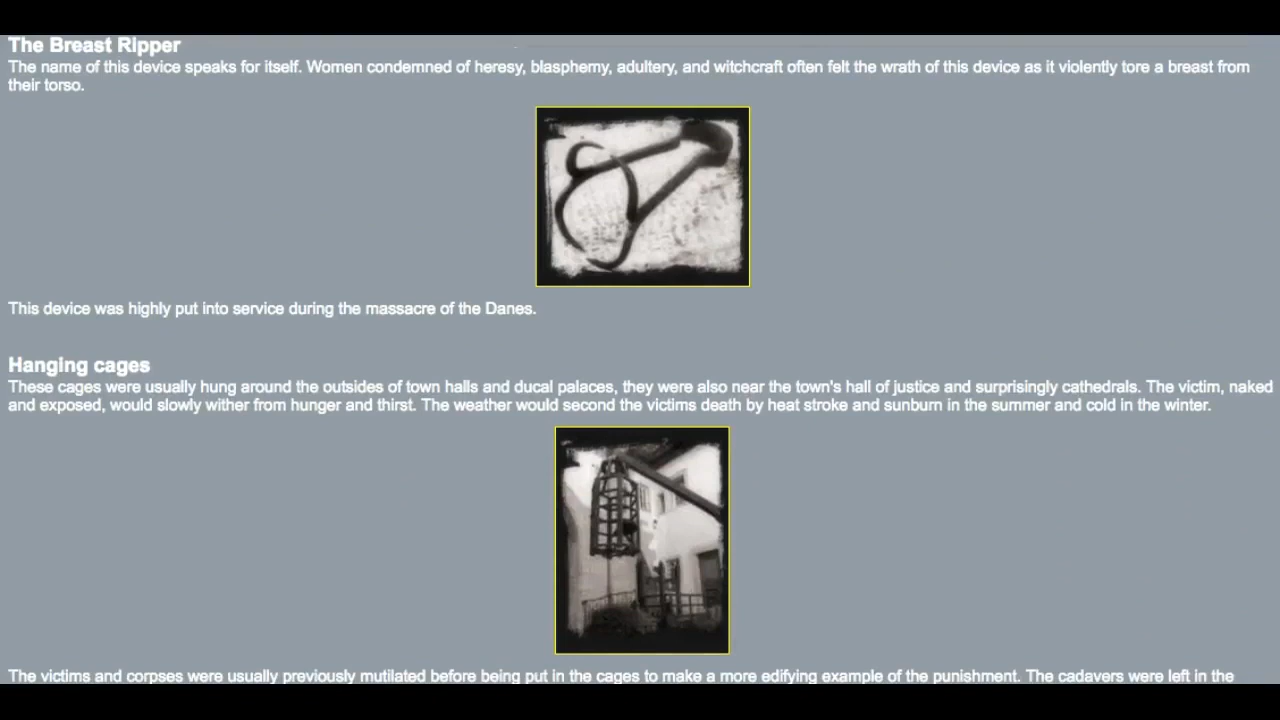 The Breast Ripper
The name of this device speaks for itself. Women condemned of heresy, blasphemy, adultery, and witchcraft often felt the wrath of this device as it violently tore a breast from
their torso.
This device was highly put into service during the massacre of the Danes.
Hanging cages
These cages were usually hung around the outsides of town halls and ducal palaces, they were also near the town's hall of justice and surprisingly cathedrals. The victim, naked
and exposed, would slowly wither from hunger and thirst. The weather would second the victims death by heat stroke and sunburn in the summer and cold in the winter.
The victims and corpses were usually previously mutilated before being put in the cages to make a more edifying example of the punishment. The cadavers were left in the